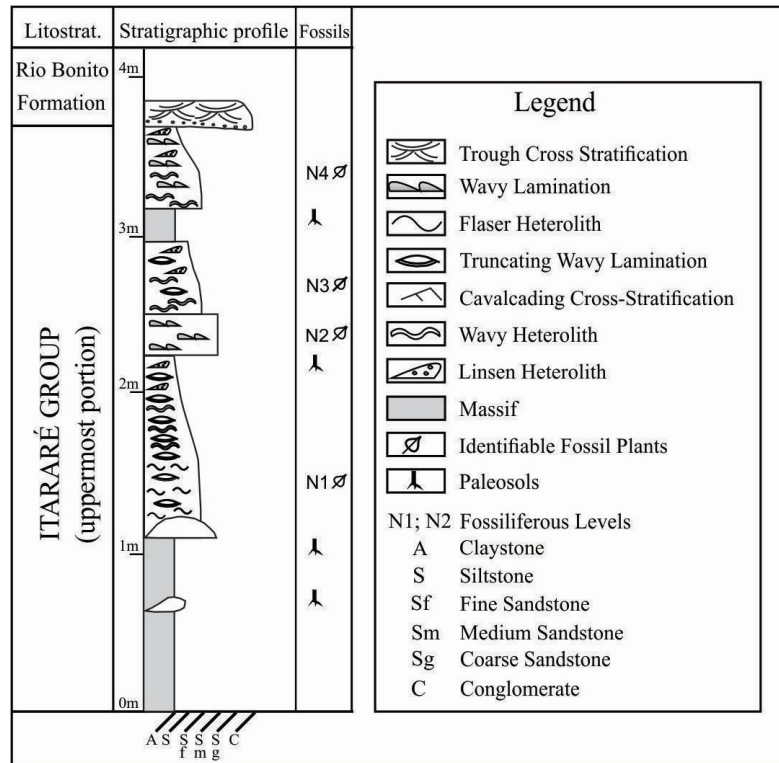 Litostrat.
Stratigraphic profile
Fossils
Rio Bonito
Formation
ITARARÉ GROUP
(uppermost portion)
4m
3m
2m
1m
0m
N4
N3
N2
N1
A S Sf Sm Sg C
Legend
Trough Cross Stratification
Wavy Lamination
Flaser Heterolith
Truncating Wavy Lamination
Cavalcading Cross-Stratification
Wavy Heterolith
Linsen Heterolith
Massif
Identifiable Fossil Plants
Paleosols
N1; N2 Fossiliferous Levels
A Claystone
S Siltstone
Sf Fine Sandstone
Sm Medium Sandstone
Sg Coarse Sandstone
C Conglomerate